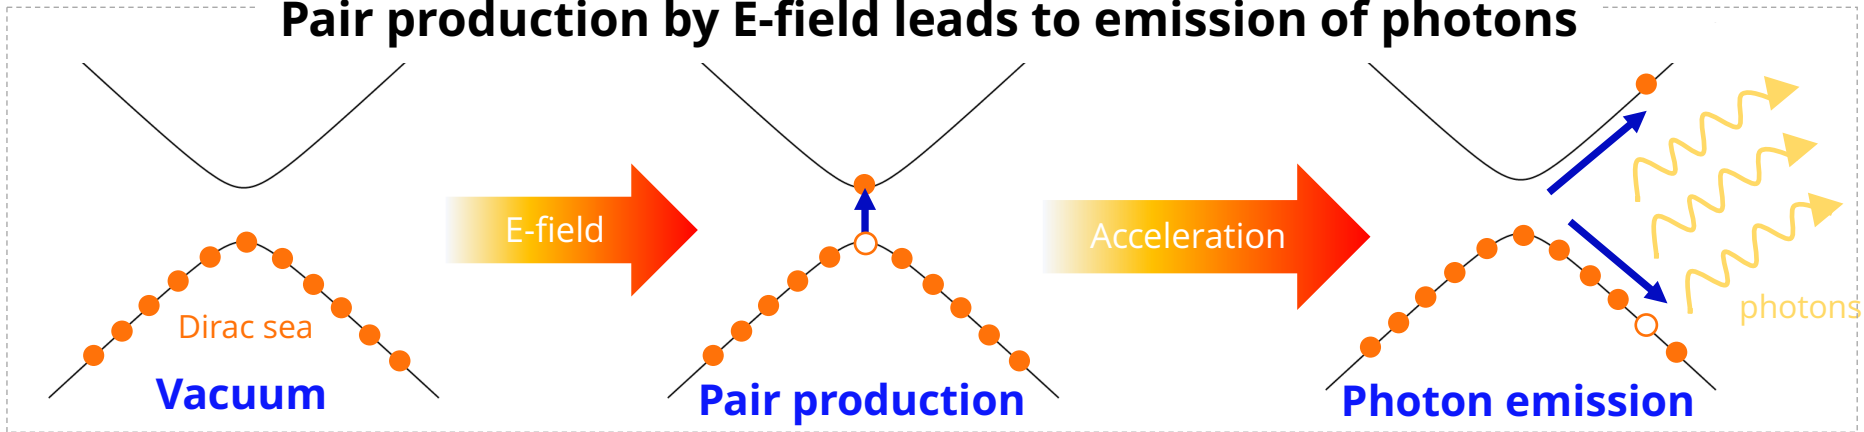 Pair production by E-field leads to emission of photons
E-field
Acceleration
Dirac sea
photons
Vacuum
Pair production
Photon emission